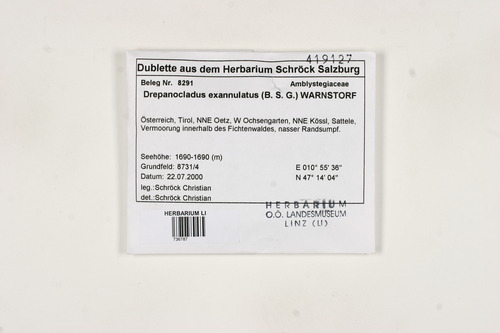 419127
Dublette aus dem Herbarium Schröck Salzburg
Beleg Nr. 8291 Amblystegiaceae
Drepanocladus exannulatus (B. S. G.) WARNSTORF
Österreich, Tirol, NNE Oetz, W Ochsengarten, NNE Kössl, Sattele,
Vermoorung innerhalb des Fichtenwaldes, nasser Randsumpf.
Seehöhe: 1690-1690 (m)
Grundfeld: 8731/4 E 010° 55' 36"
Datum: 22.07.2000 N 47° 14' 04"
leg.:Schröck Christian
det.:Schröck Christian
HERBARIUM
O.Ö. LANDESMUSEUM
LINZ (LI)
HERBARIUM LI
736787